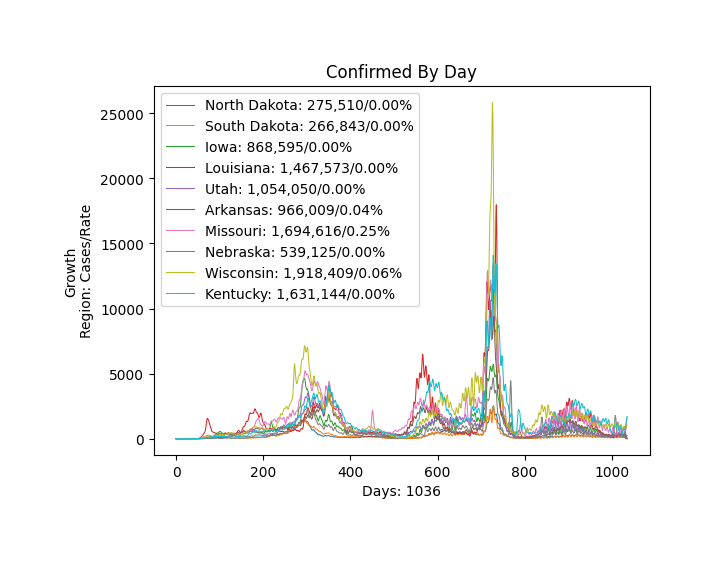 Confirmed By Day
Growth
Region: Cases/Rate
25000
20000
15000
10000
5000
0
North Dakota: 275,510/0.00%
South Dakota: 266,843/0.00%
Iowa: 868,595/0.00%
Louisiana: 1,467,573/0.00%
Utah: 1,054,050/0.00%
Arkansas: 966,009/0.04%
Missouri: 1,694,616/0.25%
Nebraska: 539,125/0.00%
Wisconsin: 1,918,409/0.06%
Kentucky: 1,631,144/0.00%
0 200 400 600 800 1000
Days: 1036